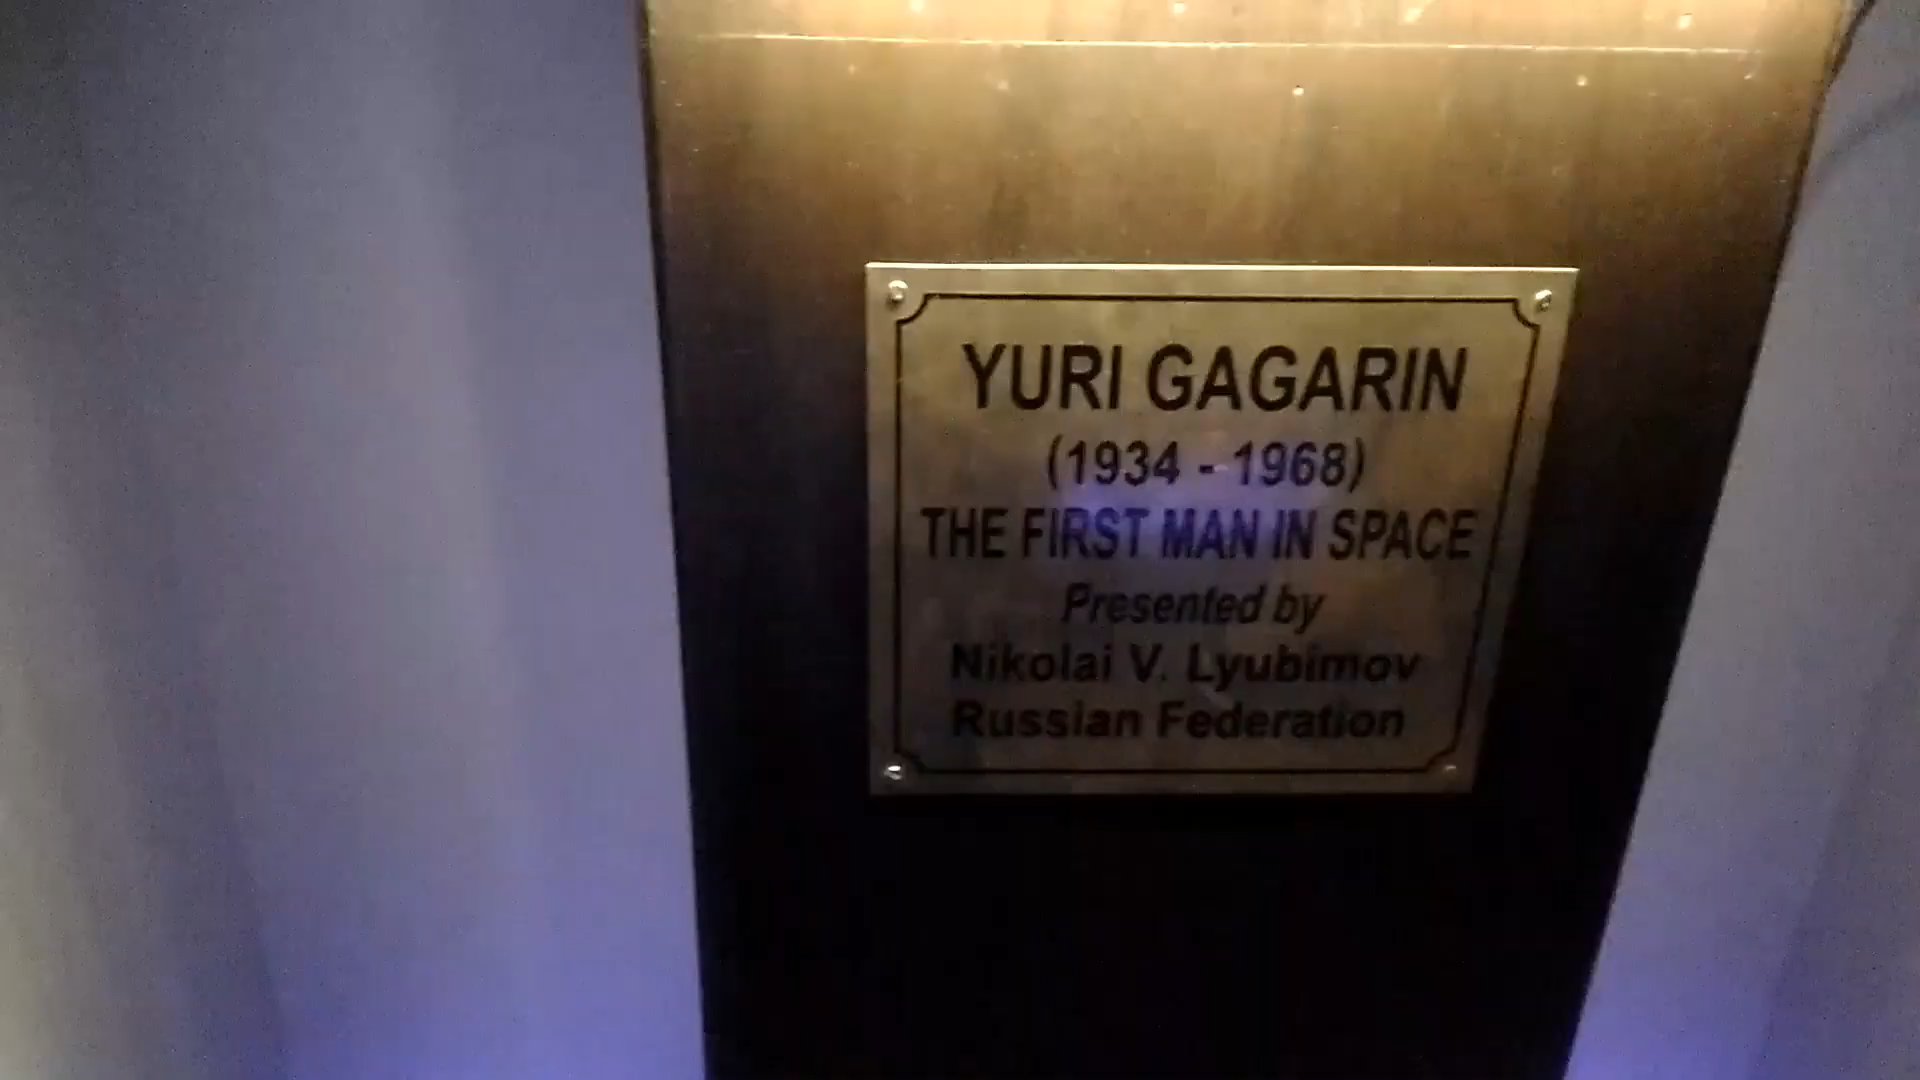 YURI GAGARIN
(1934 - 1968)
THE FIRST MAN IN SPACE
Presented by
Nikolai V. Lyubimov
Russian Federation